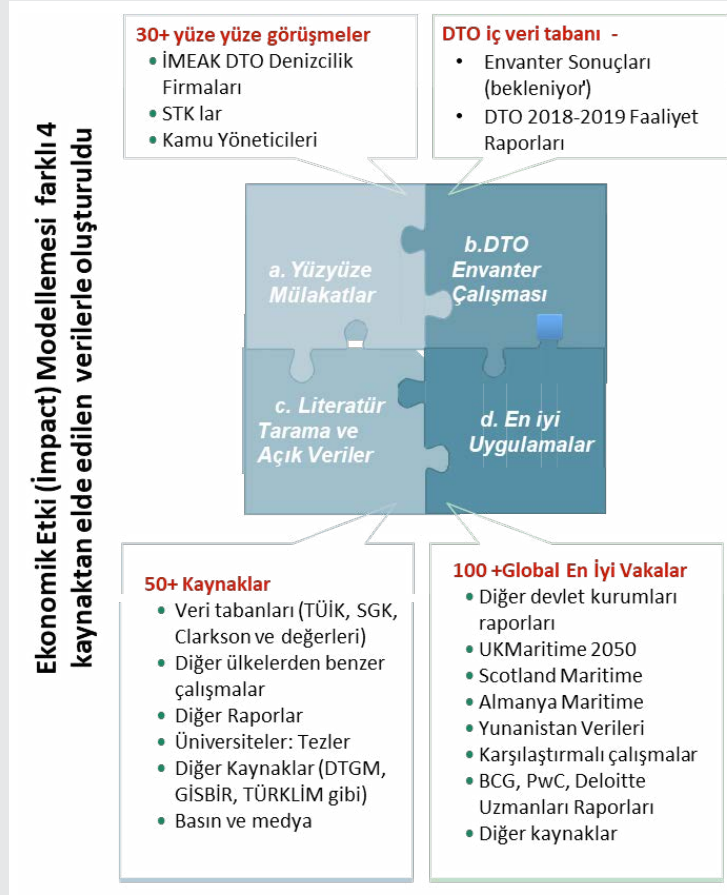 Ekonomik Etki (İmpact) Modellemesi farklı 4
kaynaktan elde edilen verilerle oluşturuldu
30+ yüze yüze görüşmeler
• İMEAK DTO Denizcilik
Firmaları
• STK lar
• Kamu Yöneticileri
DTO iç veri tabanı -
• Envanter Sonuçları
(bekleniyor')
• DTO 2018-2019 Faaliyet
Raporları
a. Yüzyüze
Mülakatlar
b.DTO
Envanter
Çalışması
c. Literatür
Tarama ve
Açık Veriler
d. En iyi
Uygulamalar
50+ Kaynaklar
• Veri tabanları (TÜİK, SGK,
Clarkson ve değerleri)
• Diğer ülkelerden benzer
çalışmalar
• Diğer Raporlar
• Üniversiteler: Tezler
• Diğer Kaynaklar (DTGM,
GİSBİR, TÜRKLİM gibi)
• Basın ve medya
100 +Global En İyi Vakalar
• Diğer devlet kurumları
raporları
• UKMaritime 2050
• Scotland Maritime
• Almanya Maritime
• Yunanistan Verileri
• Karşılaştırmalı çalışmalar
• BCG, PwC, Deloitte
Uzmanları Raporları
• Diğer kaynaklar